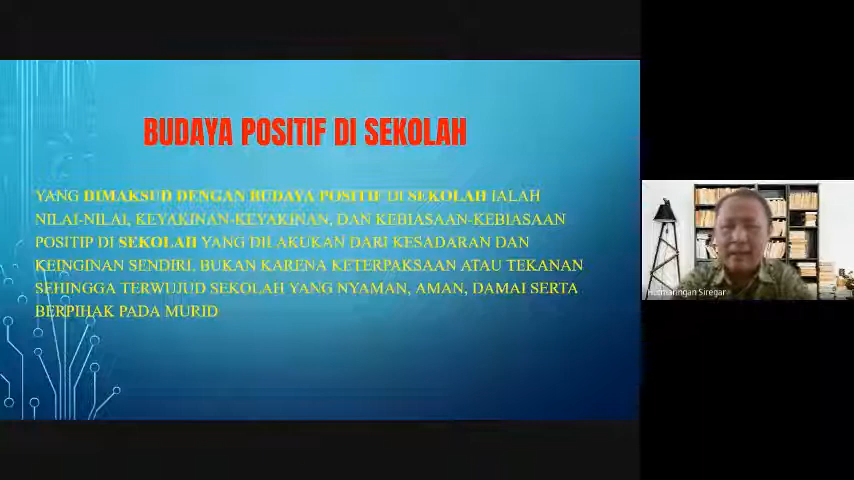 BUDAYA POSITIF DI SEKOLAH
YANG DIMAKSUD DENGAN BUDAYA POSITIF DI SEKOLAH IALAH
NILAI-NILAI, KEYAKINAN-KEYAKINAN, DAN KEBIASAAN-KEBIASAAN
POSITIP DI SEKOLAH YANG DILAKUKAN DARI KESADARAN DAN
KEINGINAN SENDIRI, BUKAN KARENA KETERPAKSAAN ATAU TEKANAN
SEHINGGA TERWUJUD SEKOLAH YANG NYAMAN, AMAN, DAMAI SERTA
BERPIHAK PADA MURID
Siregar